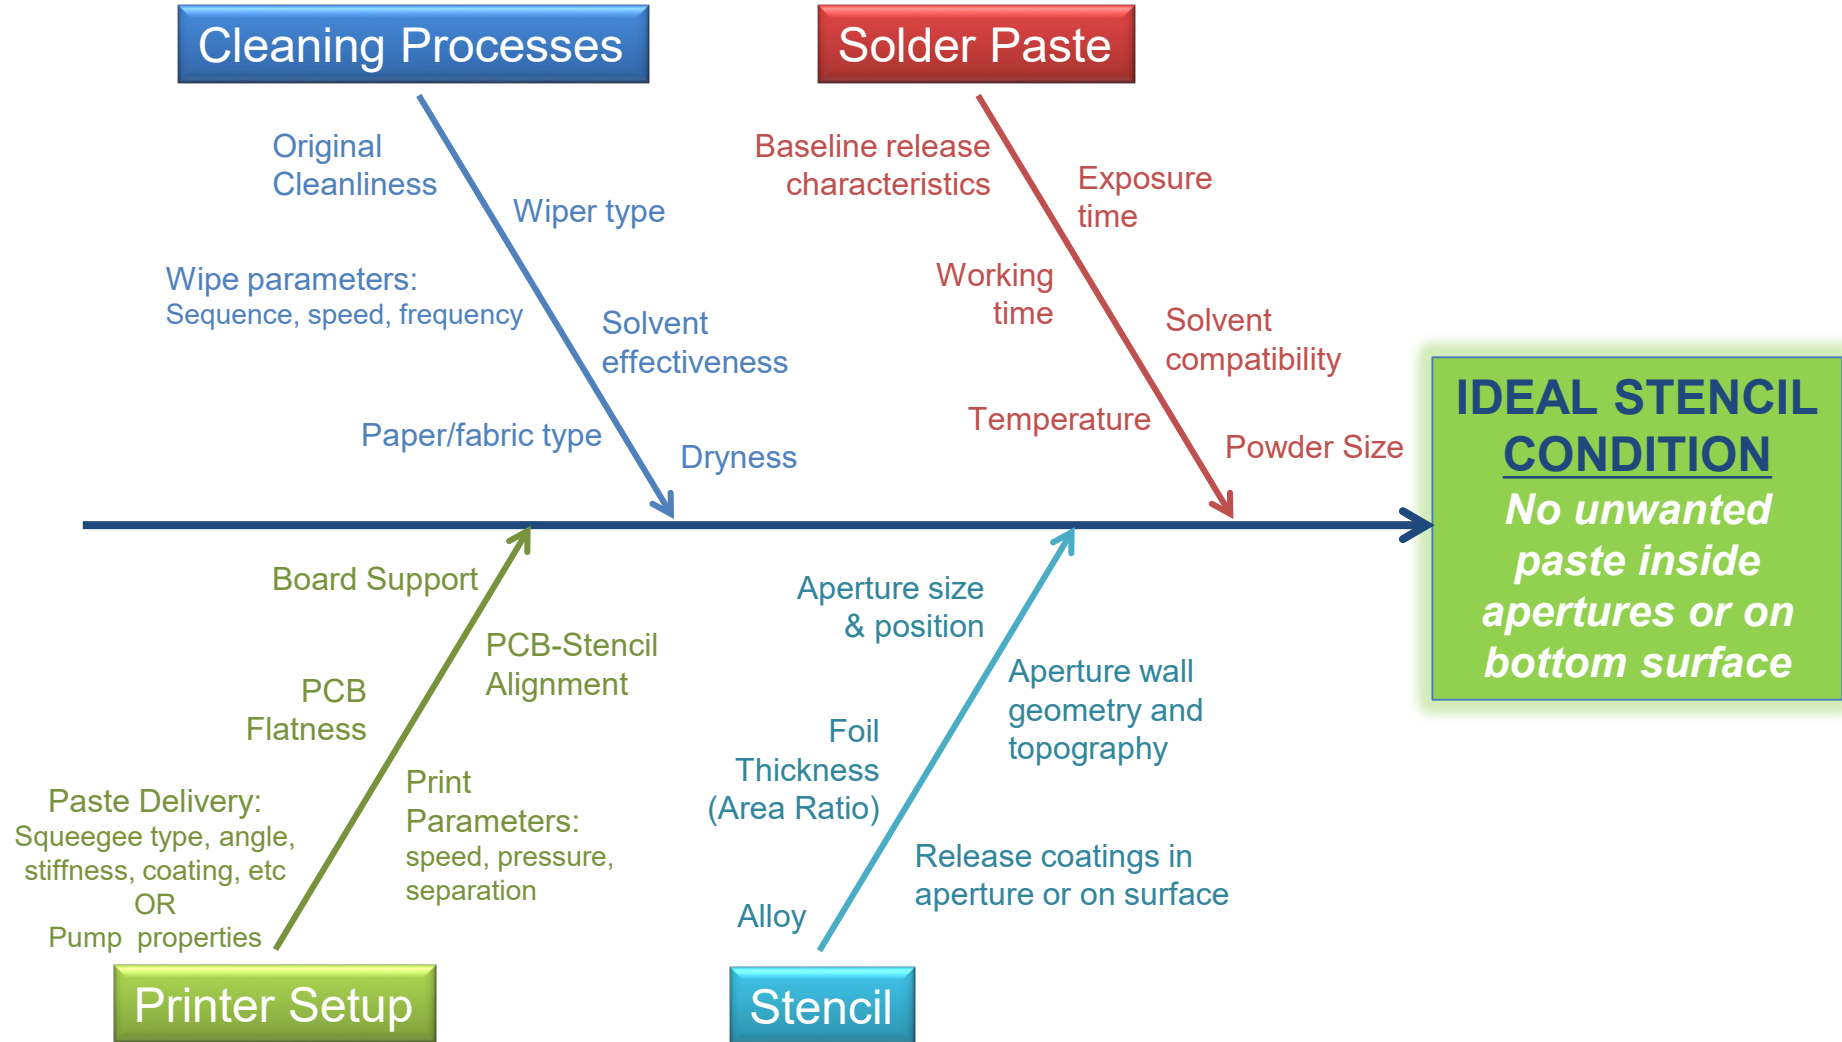 Cleaning Processes
Original
Cleanliness
Wiper type
Wipe parameters:
Sequence, speed, frequency
Solvent
effectiveness
Paper/fabric type
Dryness
Solder Paste
Baseline release
characteristics
Exposure
time
Working
time
Solvent
compatibility
Temperature
Powder Size
IDEAL STENCIL
CONDITION
No unwanted
paste inside
apertures or on
bottom surface
Board Support
PCB-Stencil
Alignment
PCB
Flatness
Print
Parameters:
speed, pressure,
separation
Paste Delivery:
Squeegee type, angle,
stiffness, coating, etc
OR
Pump properties
Printer Setup
Aperture size
& position
Aperture wall
geometry and
topography
Foil
Thickness
(Area Ratio)
Release coatings in
aperture or on surface
Alloy
Stencil